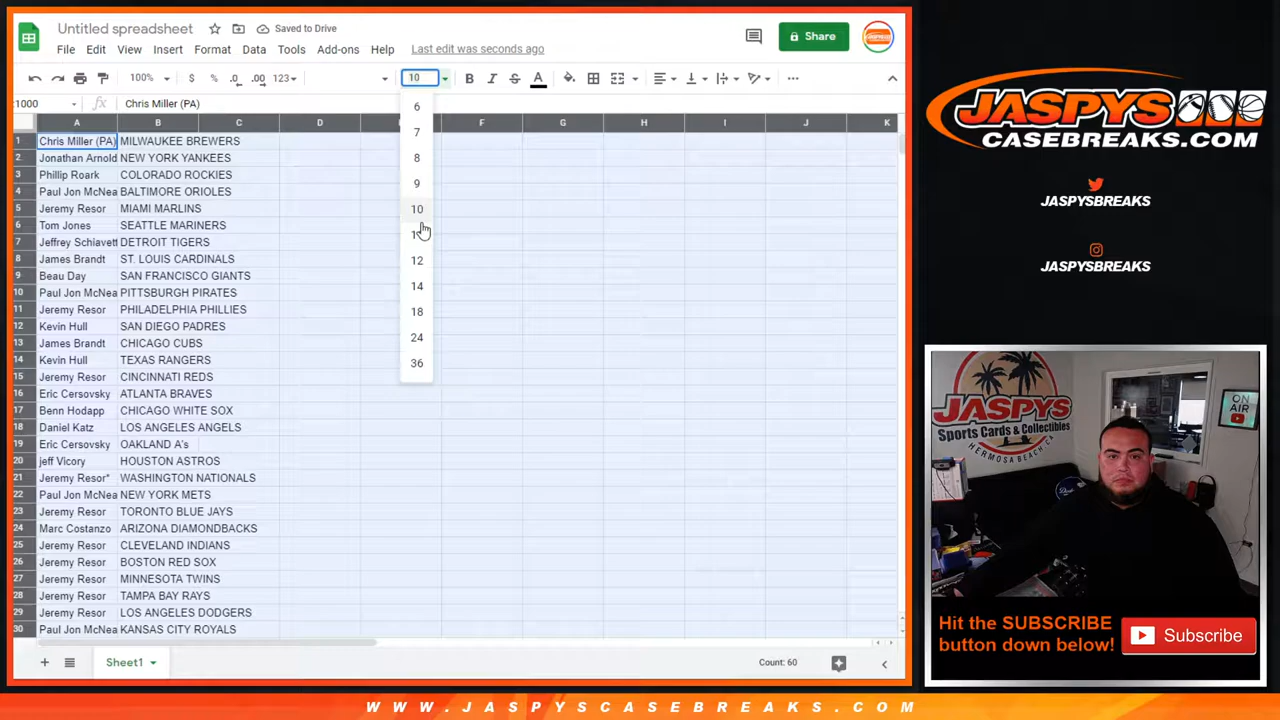 Untitled spreadsheet
Saved to Drive
File Edit View Insert Format Data Tools Add-ons Help Last edit was seconds ago
Share
100% $ % .0 .00 123 10 B I S A
1000 fx Chris Miller (PA)
A B C D F G H I J K
1 Chris Miller (PA) MILWAUKEE BREWERS
2 Jonathan Arnold NEW YORK YANKEES
3 Phillip Roark COLORADO ROCKIES
4 Paul Jon McNea BALTIMORE ORIOLES
5 Jeremy Resor MIAMI MARLINS
6 Tom Jones SEATTLE MARINERS
7 Jeffrey Schiavett DETROIT TIGERS
8 James Brandt ST. LOUIS CARDINALS
9 Beau Day SAN FRANCISCO GIANTS
10 Paul Jon McNea PITTSBURGH PIRATES
11 Jeremy Resor PHILADELPHIA PHILLIES
12 Kevin Hull SAN DIEGO PADRES
13 James Brandt CHICAGO CUBS
14 Kevin Hull TEXAS RANGERS
15 Jeremy Resor CINCINNATI REDS
16 Eric Cersovsky ATLANTA BRAVES
17 Benn Hodapp CHICAGO WHITE SOX
18 Daniel Katz LOS ANGELES ANGELS
19 Eric Cersovsky OAKLAND A's
20 jeff Vicory HOUSTON ASTROS
21 Jeremy Resor* WASHINGTON NATIONALS
22 Paul Jon McNea NEW YORK METS
23 Jeremy Resor TORONTO BLUE JAYS
24 Marc Costanzo ARIZONA DIAMONDBACKS
25 Jeremy Resor CLEVELAND INDIANS
26 Jeremy Resor BOSTON RED SOX
27 Jeremy Resor MINNESOTA TWINS
28 Jeremy Resor TAMPA BAY RAYS
29 Jeremy Resor LOS ANGELES DODGERS
30 Paul Jon McNea KANSAS CITY ROYALS
6
7
8
9
10
12
14
18
24
36
Sheet1
Count: 60
JASPYS
CASEBREAKS.COM
JASPYSBREAKS
JASPYSBREAKS
JASPYS
Sports Cards & Collectibles
HERMOSA BEACH, CA
ON
AIR
Hit the SUBSCRIBE
button down below!
Subscribe
WWW.JASPYSCASEBREAKS.COM